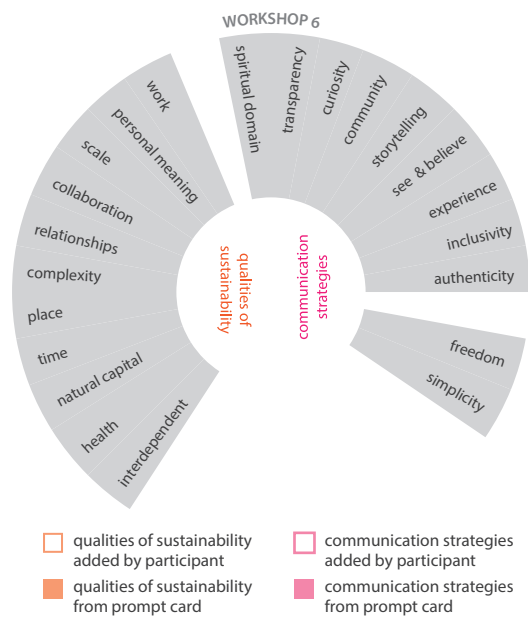 WORKSHOP 6
work
personal meaning
scale
collaboration
relationships
complexity
place
time
natural capital
health
interdependent
spiritual domain
transparency
curiosity
community
storytelling
see & believe
experience
inclusivity
authenticity
freedom
simplicity
qualities of
sustainability
communication
strategies
qualities of sustainability
added by participant
qualities of sustainability
from prompt card
communication strategies
added by participant
communication strategies
from prompt card